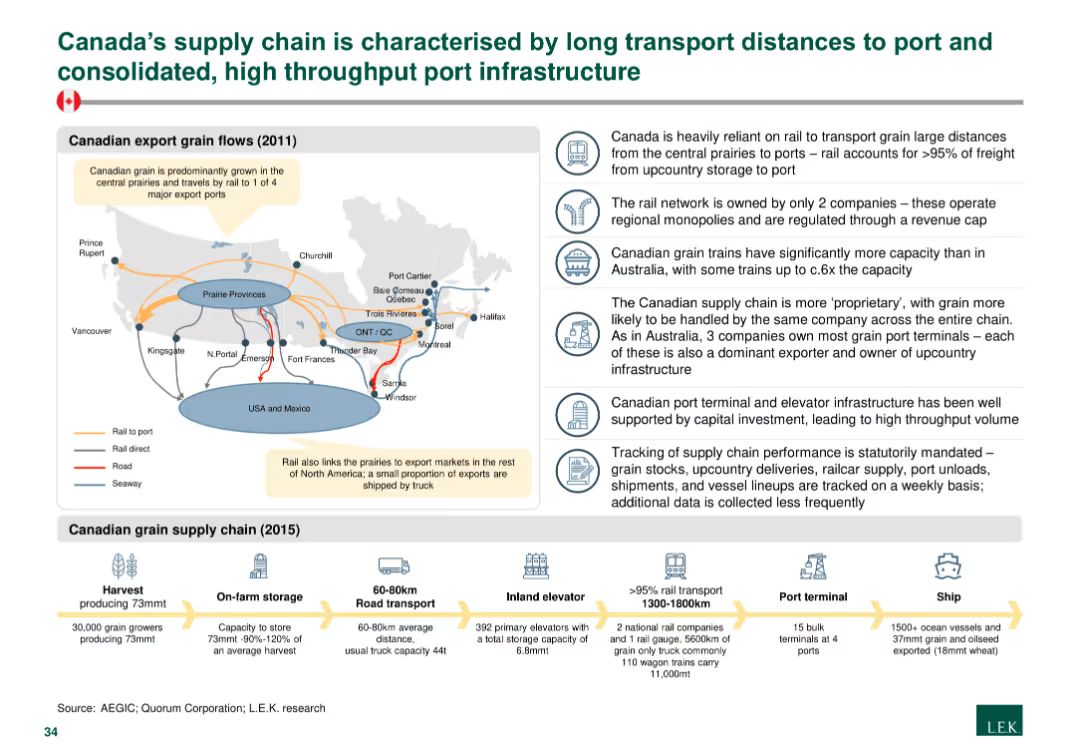 Canada's supply chain is characterised by long transport distances to port and
consolidated, high throughput port infrastructure
Canadian export grain flows (2011)
Canadian grain is predominantly grown in the
central prairies and travels by rail to 1 of 4
major export ports
Prince
Rupert
Churchill
Port Cartier
Baie Comeau
Quebec
Prairie Provinces
Trois Rivieres
Halifax
Sorel
Vancouver
ONT / QC
Montreal
Kingsgate
N.Portal
Emerson
Fort Frances
Thunder Bay
Sarnia
Windsor
USA and Mexico
Rail to port
Rail direct
Road
Seaway
Rail also links the prairies to export markets in the rest
of North America; a small proportion of exports are
shipped by truck
Canada is heavily reliant on rail to transport grain large distances
from the central prairies to ports – rail accounts for >95% of freight
from upcountry storage to port
The rail network is owned by only 2 companies – these operate
regional monopolies and are regulated through a revenue cap
Canadian grain trains have significantly more capacity than in
Australia, with some trains up to c.6x the capacity
The Canadian supply chain is more 'proprietary', with grain more
likely to be handled by the same company across the entire chain.
As in Australia, 3 companies own most grain port terminals – each
of these is also a dominant exporter and owner of upcountry
infrastructure
Canadian port terminal and elevator infrastructure has been well
supported by capital investment, leading to high throughput volume
Tracking of supply chain performance is statutorily mandated –
grain stocks, upcountry deliveries, railcar supply, port unloads,
shipments, and vessel lineups are tracked on a weekly basis;
additional data is collected less frequently
Canadian grain supply chain (2015)
Harvest
producing 73mmt
30,000 grain growers
producing 73mmt
On-farm storage
Capacity to store
73mmt -90%-120% of
an average harvest
60-80km
Road transport
60-80km average
distance,
usual truck capacity 44t
Inland elevator
392 primary elevators with
a total storage capacity of
6.8mmt
>95% rail transport
1300-1800km
2 national rail companies
and 1 rail gauge, 5600km of
grain only truck commonly
110 wagon trains carry
11,000mt
Port terminal
15 bulk
terminals at 4
ports
Ship
1500+ ocean vessels and
37mmt grain and oilseed
exported (18mmt wheat)
Source: AEGIC; Quorum Corporation; L.E.K. research
34
L.E.K.